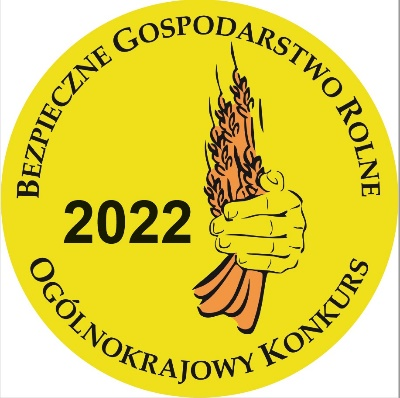 BEZPIECZNE GOSPODARSTWO ROLNE
2022
OGÓLNOKRAJOWY KONKURS